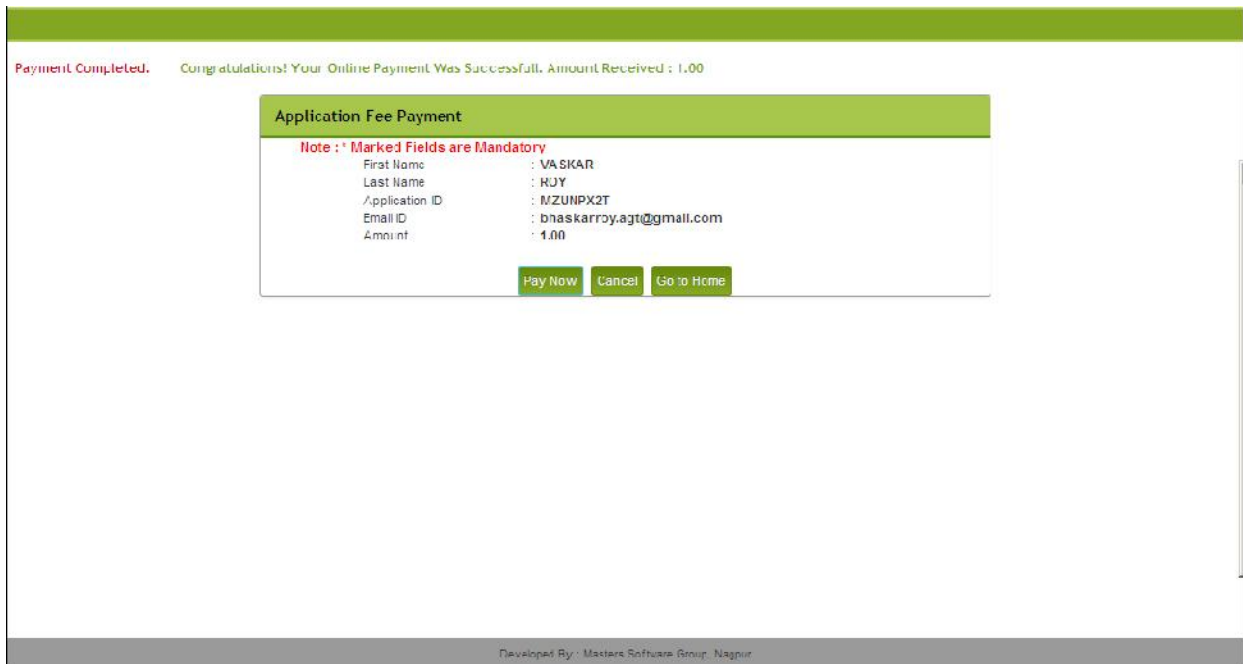 Payment Completed. Congratulations! Your Online Payment Was Successfull. Amount Received : 1.00
Application Fee Payment
Note : * Marked Fields are Mandatory
First Name : VASKAR
Last Name : ROY
Application ID : MZUNPX2T
Email ID : bhaskarroy.agt@gmail.com
Amount : 1.00
Pay Now Cancel Go to Home
Developed By : Masters Software Group, Nagpur